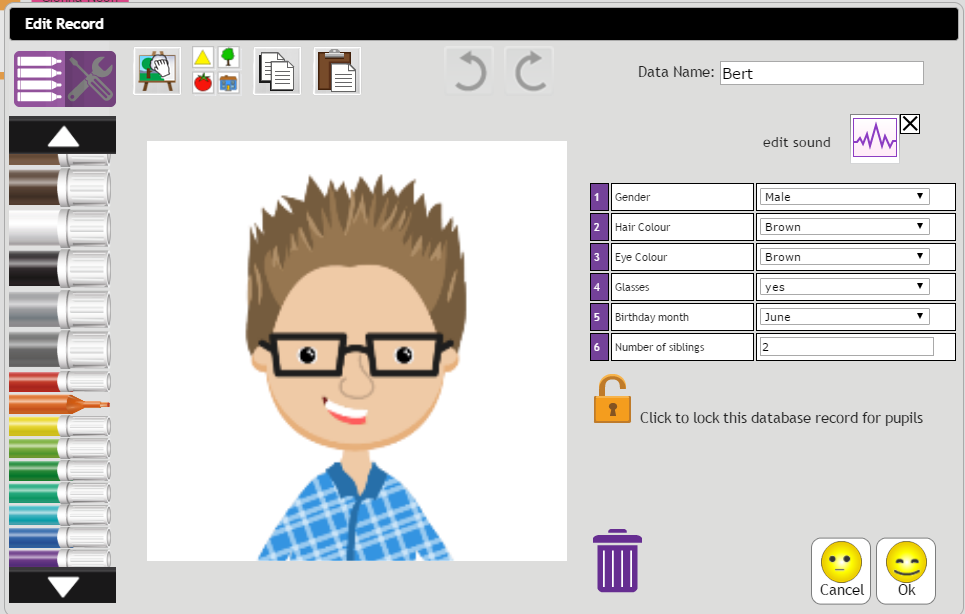 Edit Record
Data Name: Bert
edit sound
1 Gender Male
2 Hair Colour Brown
3 Eye Colour Brown
4 Glasses yes
5 Birthday month June
6 Number of siblings 2
Click to lock this database record for pupils
Cancel Ok